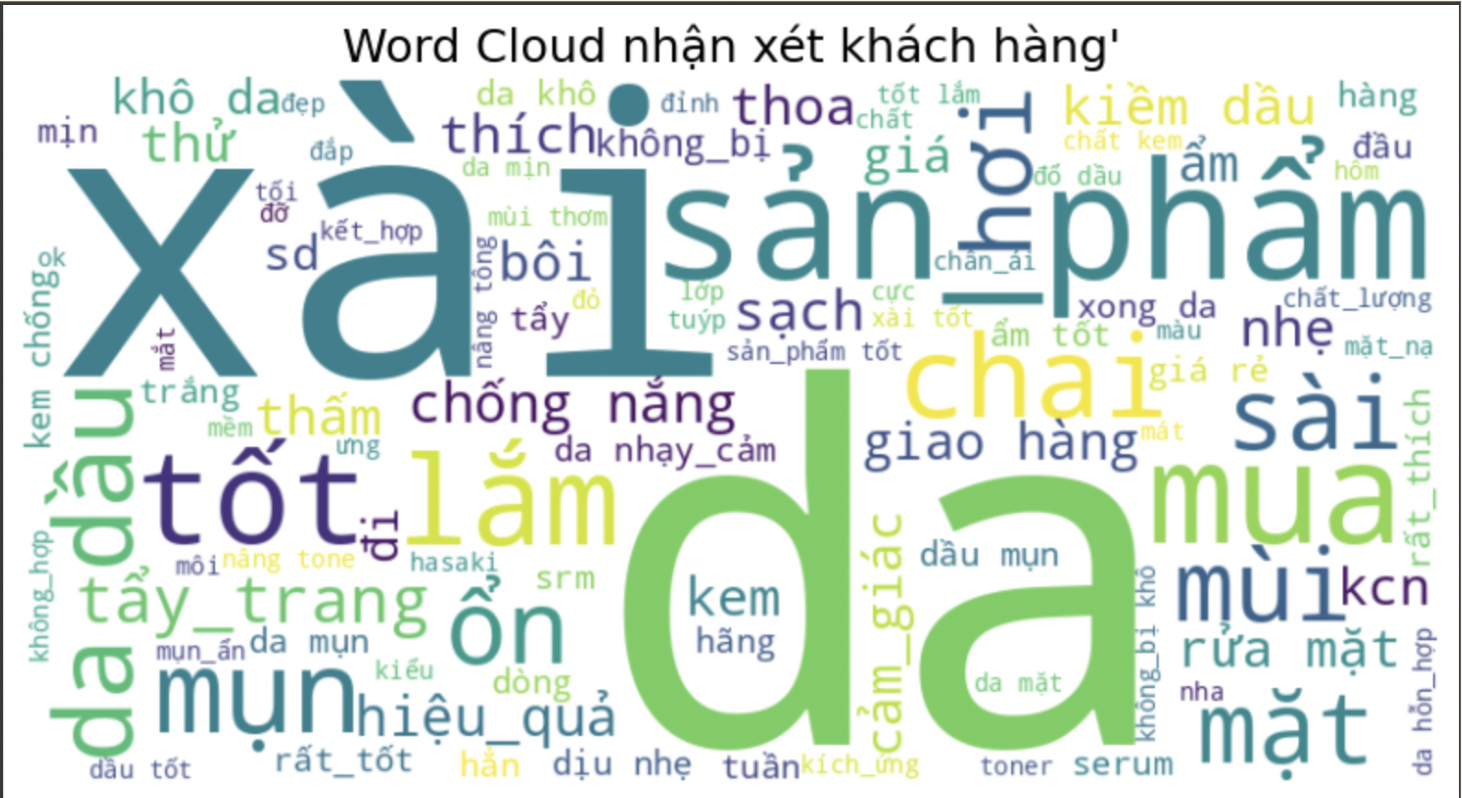 Word Cloud nhận xét khách hàng'
khô da
đẹp
da khô
đỉnh
thoa
tốt lắm
chất
hơi
kiềm dầu
hàng
mịn
thử
đắp
thích
không_bị
da mịn
giá
chất kem
ẩm
đầu
hôm
đổ dầu
xài
tối
đỡ
kết_hợp
sd
mùi thơm
bôi
nâng tông
sản_phẩm
chân_ái
ok
kem chống
mắt
tẩy
đỏ
lớp
tuýp
sạch
cực
xài tốt
xong da
chất_lượng
ẩm tốt
màu
nhẹ
mặt_nạ
sản_phẩm tốt
chai
giá rẻ
trắng
mềm
thấm
ưng
chống nắng
da nhạy_cảm
giao hàng
mát
sài
rất_thích
da dầu
tốt
lắm
đi
da
mua
không_hợp
môi
nâng tone
hasaki
dầu mụn
cảm_giác
mùi
kcn
tẩy_trang
ổn
srm
kem
hãng
không_bị khô
rửa mặt
mụn_ẩn
da mụn
kiểu
dòng
da mặt
nha
da hỗn_hợp
mụn
hiệu_quả
mặt
dầu tốt
rất_tốt
hẳn
dịu nhẹ
tuần
kích_ứng
toner
serum